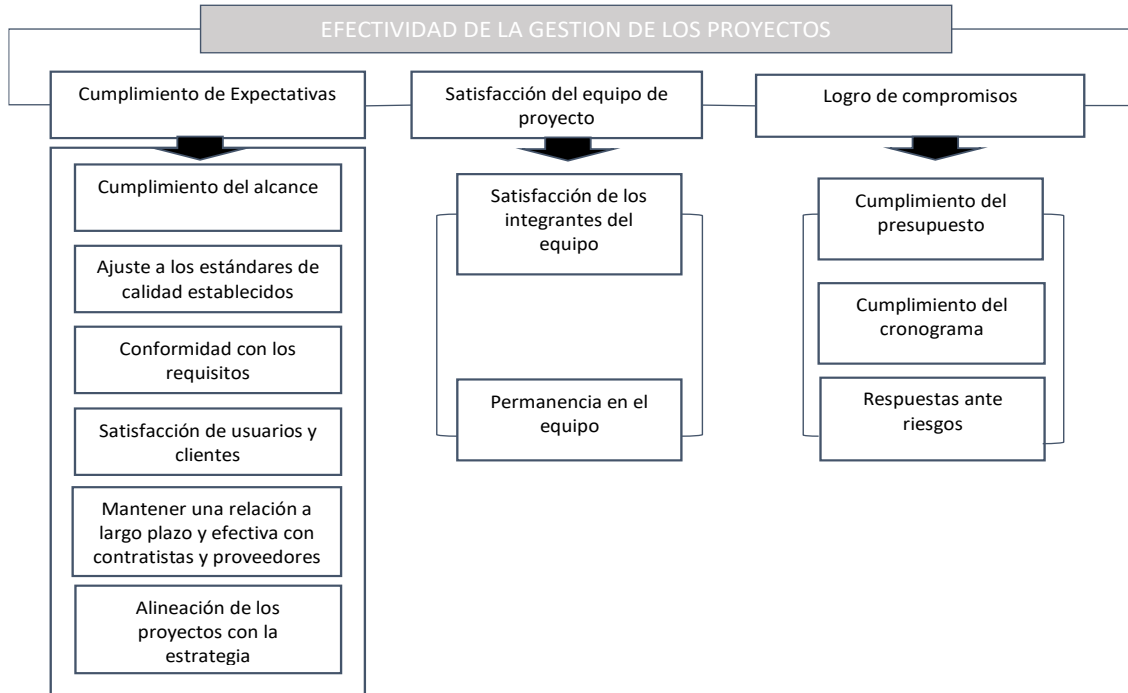 EFECTIVIDAD DE LA GESTION DE LOS PROYECTOS
Cumplimiento de Expectativas
Satisfacción del equipo de
proyecto
Logro de compromisos
Cumplimiento del alcance
Ajuste a los estándares de
calidad establecidos
Conformidad con los
requisitos
Satisfacción de usuarios y
clientes
Mantener una relación a
largo plazo y efectiva con
contratistas y proveedores
Alineación de los
proyectos con la
estrategia
Satisfacción de los
integrantes del
equipo
Permanencia en el
equipo
Cumplimiento del
presupuesto
Cumplimiento del
cronograma
Respuestas ante
riesgos